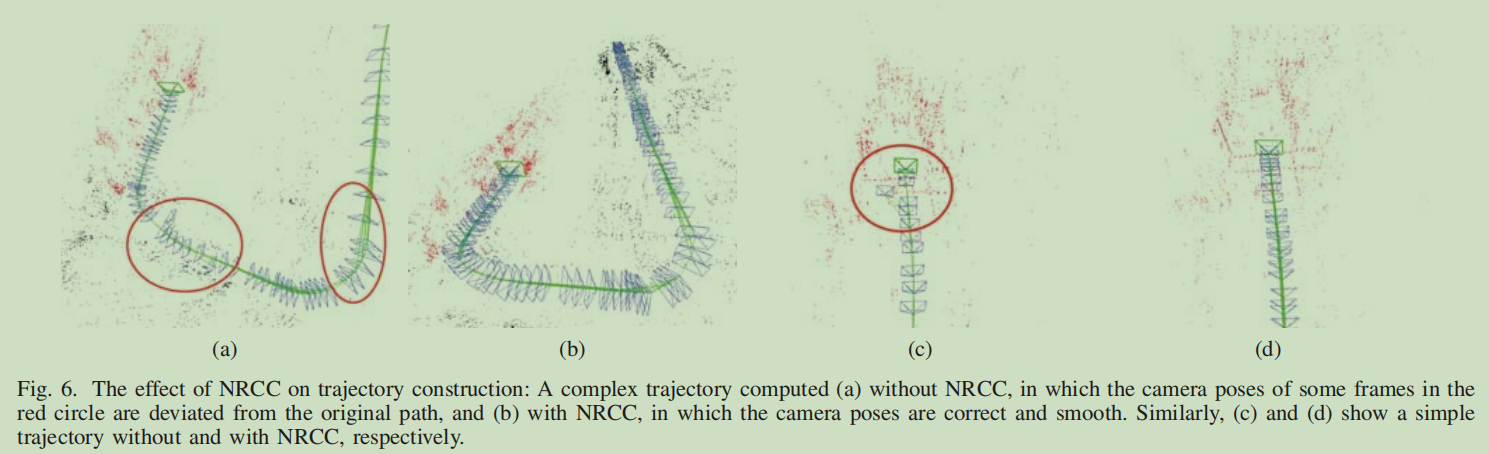 (a) (b) (c) (d)
Fig. 6. The effect of NRCC on trajectory construction: A complex trajectory computed (a) without NRCC, in which the camera poses of some frames in the
red circle are deviated from the original path, and (b) with NRCC, in which the camera poses are correct and smooth. Similarly, (c) and (d) show a simple
trajectory without and with NRCC, respectively.